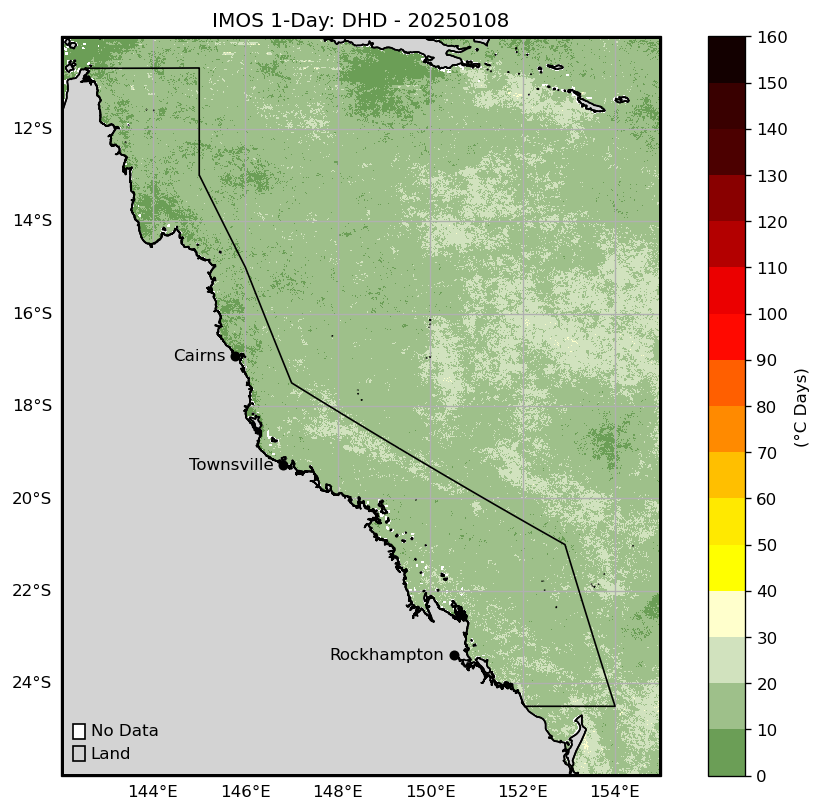 IMOS 1-Day: DHD - 20250108
12°S
14°S
16°S
18°S
20°S
22°S
24°S
Cairns
Townsville
Rockhampton
No Data
Land
144°E 146°E 148°E 150°E 152°E 154°E
160
150
140
130
120
110
100
90
80
70
60
50
40
30
20
10
0
(°C Days)